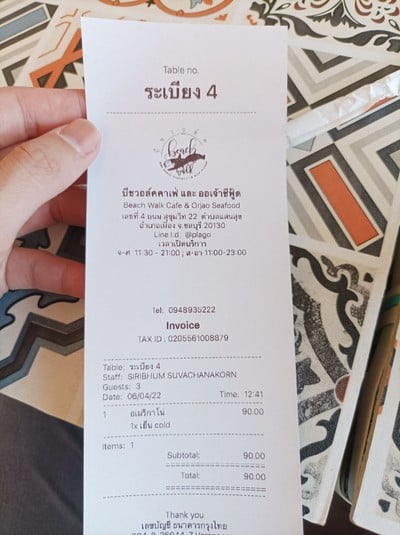 Table no.
ระเบียง 4
Beach
Walk
บีชวอล์คคาเฟ่ และ ออเจ้าซีฟู้ด
Beach Walk Cafe & Orjao Seafood
เลขที่ 4 ถนน สุขุมวิท 22 ตำบลแสนสุข
อำเภอเมือง จ.ชลบุรี 20130
Line I.d. @plago
เวลาเปิดบริการ
จ-ศ 11:30 - 21:00 ; ส-อา 11:00-23.00
Tel: 0948935222
Invoice
TAX ID : 0205561008879
Table: ระเบียง 4
Staff: SIRIBHUM SUVACHANAKORN
Guests: 3
Date: 06/04/22 Time: 12:41
1 อเมริกาโน่ 90.00
1x เย็น cold
Items: 1
Subtotal: 90.00
Total: 90.00
Thank you
เลขบัญชี ธนาคารกรุงไทย